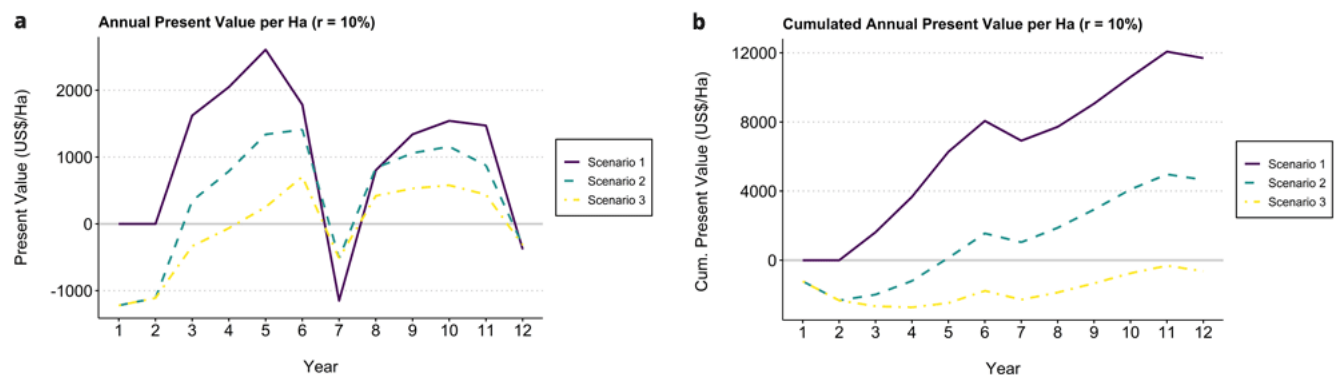 a
Annual Present Value per Ha (r = 10%)
Present Value (US$/Ha)
2000
1000
0
-1000
1 2 3 4 5 6 7 8 9 10 11 12
Year
Scenario 1
Scenario 2
Scenario 3
b
Cumulated Annual Present Value per Ha (r = 10%)
Cum. Present Value (US$/Ha)
12000
8000
4000
0
1 2 3 4 5 6 7 8 9 10 11 12
Year
Scenario 1
Scenario 2
Scenario 3